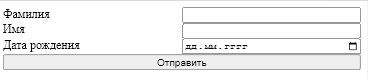 Фамилия
Имя
Дата рождения дд.мм.гггг
Отправить